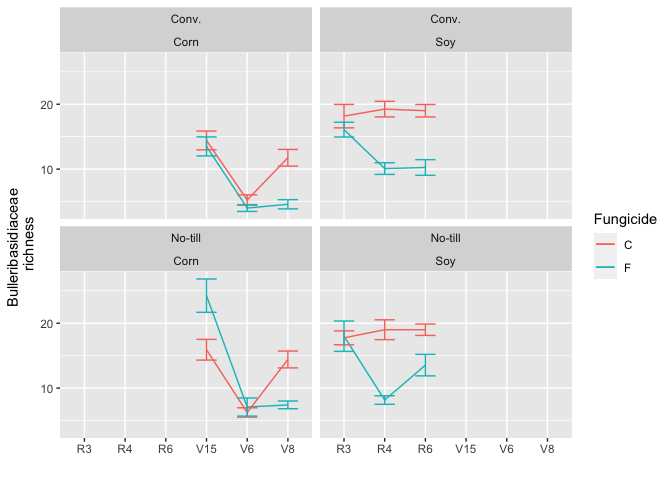 Conv.
Corn
Conv.
Soy
20
10
No-till
Corn
No-till
Soy
20
10
R3 R4 R6 V15 V6 V8
R3 R4 R6 V15 V6 V8
Bulleribasidiaceae
richness
Fungicide
C
F